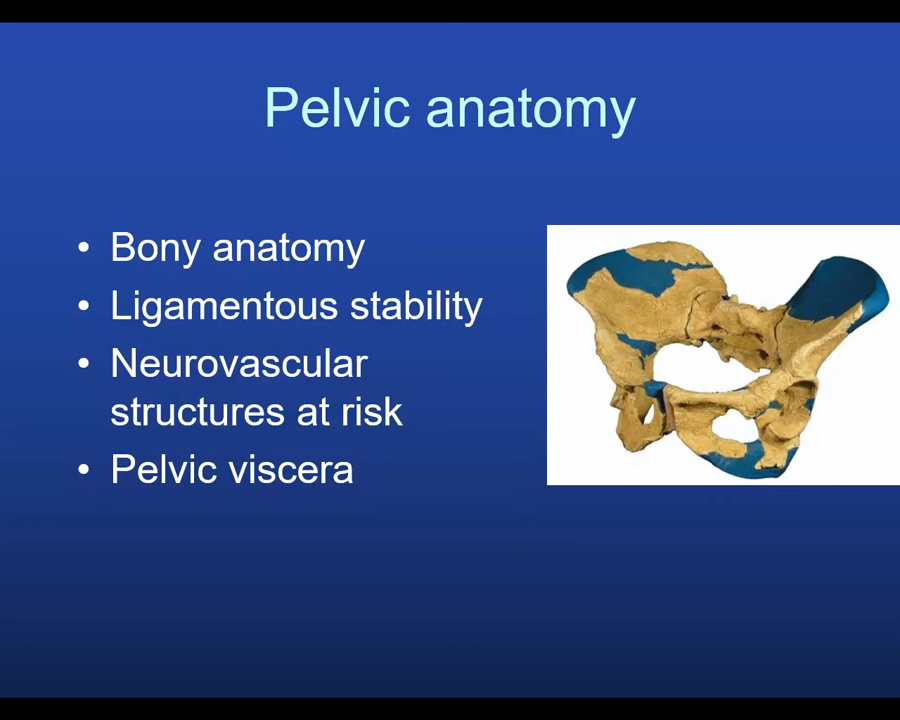 Pelvic anatomy
• Bony anatomy
• Ligamentous stability
• Neurovascular
structures at risk
• Pelvic viscera